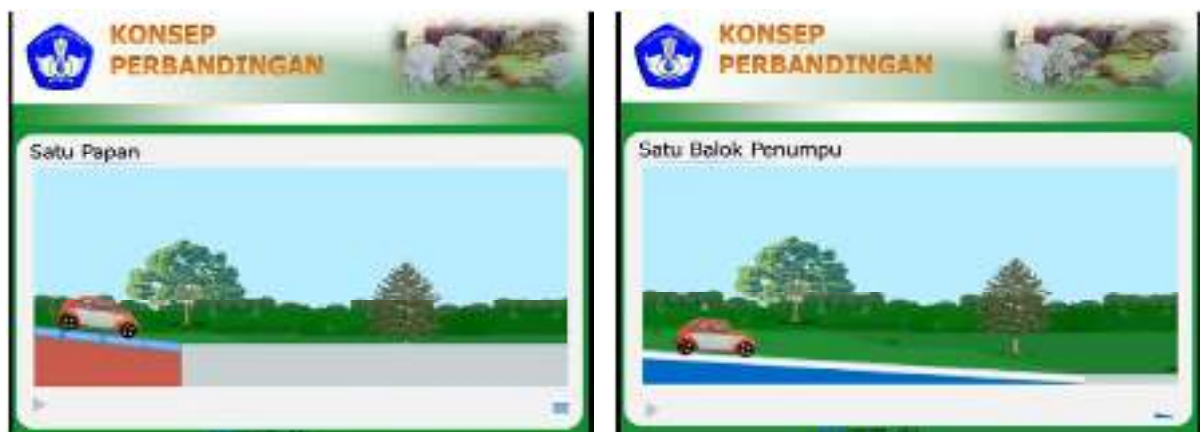 KONSEP
PERBANDINGAN
Satu Papan
KONSEP
PERBANDINGAN
Satu Balok Penumpu